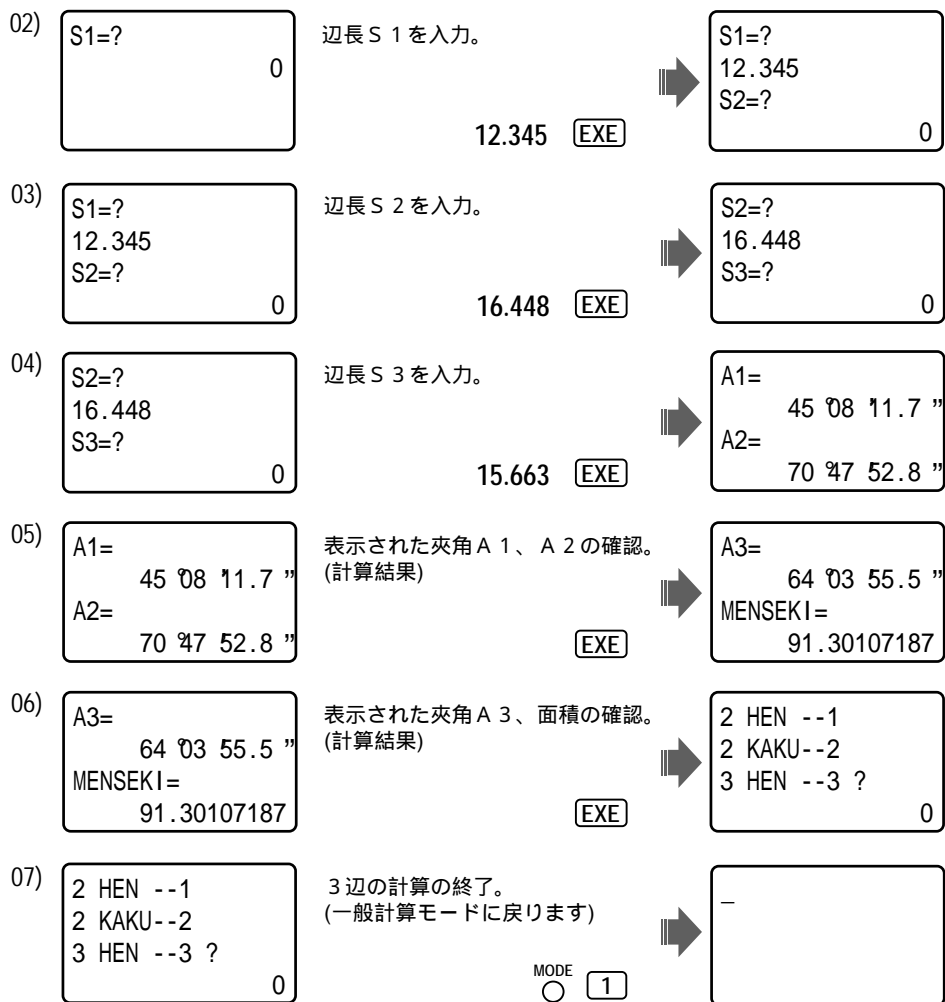 02)
S1=?
0
辺長S1を入力。
12.345 EXE
S1=?
12.345
S2=?
0
03)
S1=?
12.345
S2=?
0
辺長S2を入力。
16.448 EXE
S2=?
16.448
S3=?
0
04)
S2=?
16.448
S3=?
0
辺長S3を入力。
15.663 EXE
A1=
45°08'11.7"
A2=
70°47'52.8"
05)
A1=
45°08'11.7"
A2=
70°47'52.8"
表示された夾角A1、A2の確認。
(計算結果)
EXE
A3=
64°03'55.5"
MENSEKI=
91.30107187
06)
A3=
64°03'55.5"
MENSEKI=
91.30107187
表示された夾角A3、面積の確認。
(計算結果)
EXE
2 HEN --1
2 KAKU--2
3 HEN --3 ?
0
07)
2 HEN --1
2 KAKU--2
3 HEN --3 ?
0
3辺の計算の終了。
(一般計算モードに戻ります)
MODE
1
_